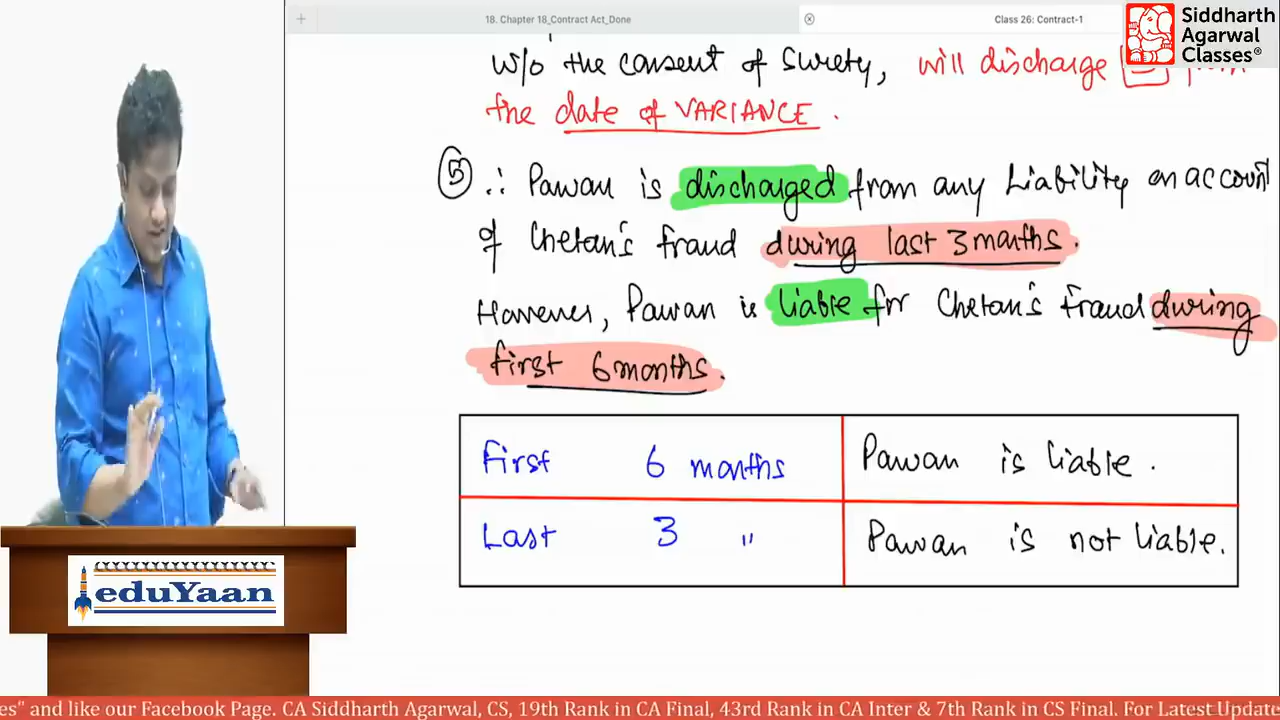 18. Chapter 18_Contract Act_Done
Class 26: Contract-1
Siddharth
Agarwal
Classes®
w/o the consent of Surety, will discharge from
the date of VARIANCE.
⑤ ∴ Pawan is discharged from any Liability on account
of Chetan's fraud during last 3 months.
However, Pawan is liable for Chetan's fraud during
first 6 months.
First 6 months Pawan is liable.
Last 3 " Pawan is not liable.
eduYaan
es" and like our Facebook Page. CA Siddharth Agarwal, CS, 19th Rank in CA Final, 43rd Rank in CA Inter & 7th Rank in CS Final. For Latest Update